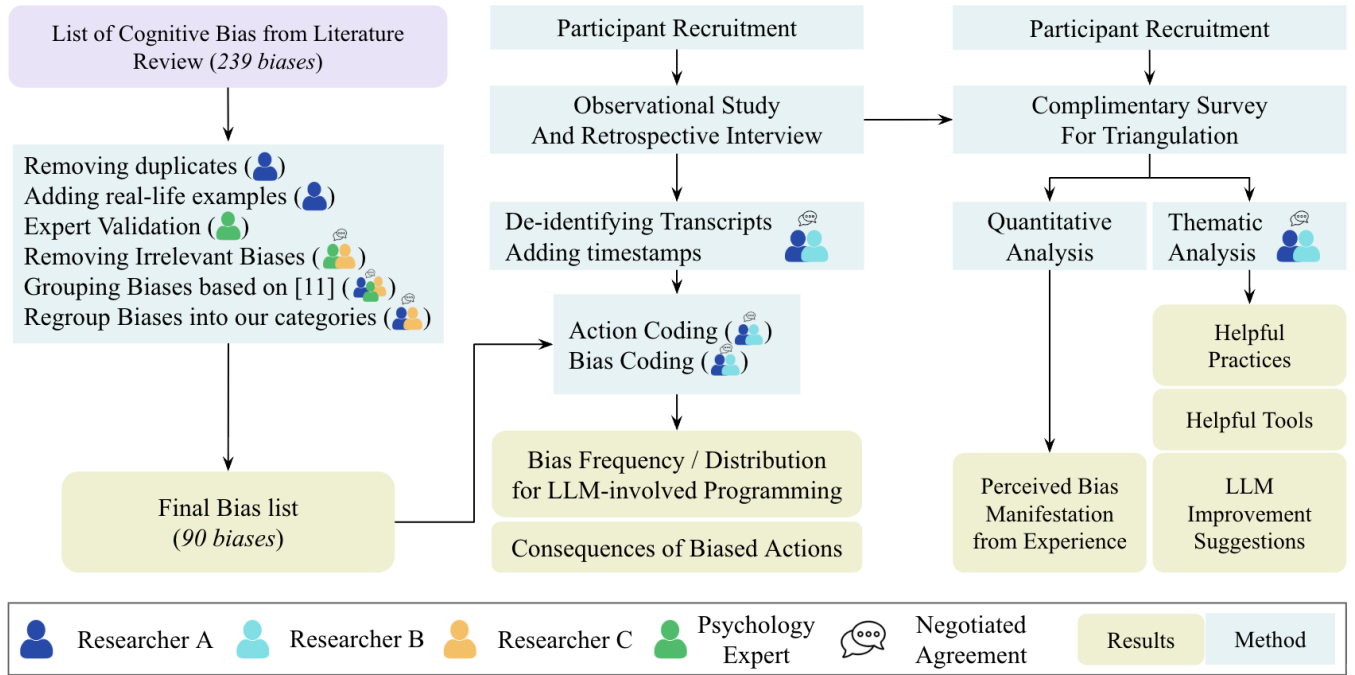 List of Cognitive Bias from Literature
Review (239 biases)
Removing duplicates ( )
Adding real-life examples ( )
Expert Validation ( )
Removing Irrelevant Biases ( )
Grouping Biases based on [11] ( )
Regroup Biases into our categories ( )
Final Bias list
(90 biases)
Participant Recruitment
Observational Study
And Retrospective Interview
De-identifying Transcripts
Adding timestamps
Action Coding ( )
Bias Coding ( )
Bias Frequency / Distribution
for LLM-involved Programming
Consequences of Biased Actions
Participant Recruitment
Complimentary Survey
For Triangulation
Quantitative
Analysis
Thematic
Analysis
Perceived Bias
Manifestation
from Experience
Helpful
Practices
Helpful Tools
LLM
Improvement
Suggestions
Researcher A
Researcher B
Researcher C
Psychology
Expert
Negotiated
Agreement
Results
Method